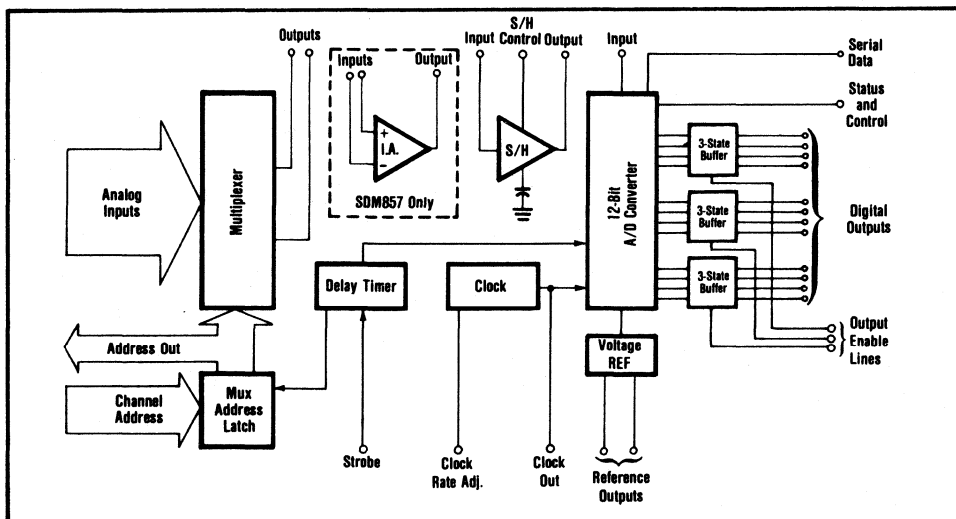 Outputs
Inputs
Output
S/H
Control
Input
Output
Input
Serial
Data
Status
and
Control
Analog
Inputs
Multiplexer
+
I.A.
−
SDM857 Only
S/H
12-Bit
A/D Converter
3-State
Buffer
3-State
Buffer
3-State
Buffer
Digital
Outputs
Delay Timer
Clock
Output
Enable
Lines
Address Out
Voltage
REF
Channel
Address
Mux
Address
Latch
Strobe
Clock
Rate Adj.
Clock
Out
Reference
Outputs